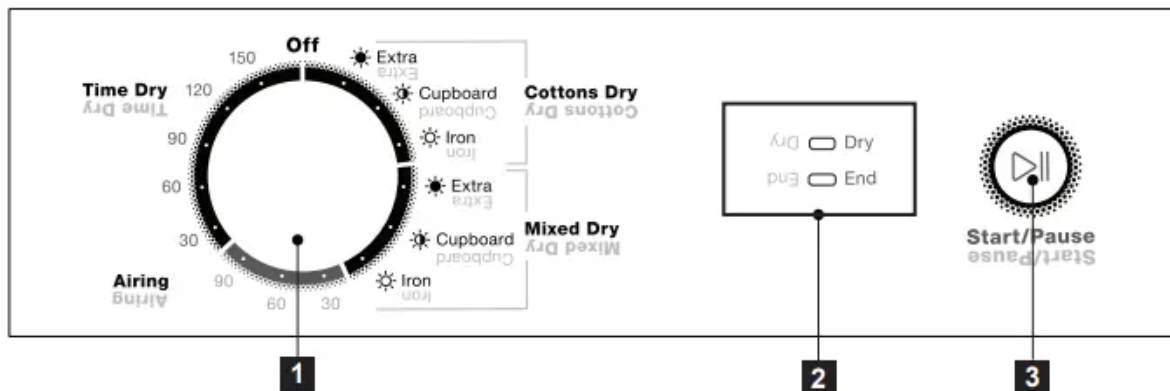 Off
150
120
90
60
30
Time Dry
Time Dry
Airing
Airing
90
60
30
Extra
Extra
Cupboard
Cupboard
Iron
Iron
Cottons Dry
Cottons Dry
Extra
Extra
Cupboard
Cupboard
Iron
Iron
Mixed Dry
Mixed Dry
Dry Dry
End End
Start/Pause
Start/Pause
1
2
3